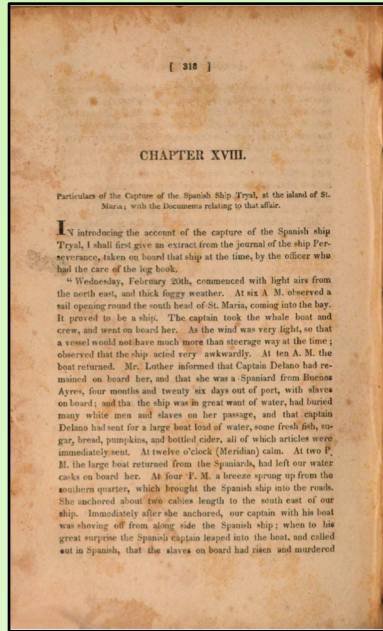 [ 318 ]
CHAPTER XVIII.
Particulars of the Capture of the Spanish Ship Tryal, at the island of St.
Maria; with the Documents relating to that affair.
IN introducing the account of the capture of the Spanish ship
Tryal, I shall first give an extract from the journal of the ship Per-
severance, taken on board that ship at the time, by the officer who
had the care of the log book.
"Wednesday, February 20th, commenced with light airs from
the north east, and thick foggy weather. At six A. M. observed a
sail opening round the south head of St. Maria, coming into the bay.
It proved to be a ship. The captain took the whale boat and
crew, and went on board her. As the wind was very light, so that
a vessel would not have much more than steerage way at the time;
observed that the ship acted very awkwardly. At ten A. M. the
boat returned. Mr. Luther informed that Captain Delano had re-
mained on board her, and that she was a Spaniard from Buenos
Ayres, four months and twenty six days out of port, with slaves
on board; and that the ship was in great want of water, had buried
many white men and slaves on her passage, and that captain
Delano had sent for a large boat load of water, some fresh fish, su-
gar, bread, pumpkins, and bottled cider, all of which articles were
immediately sent. At twelve o'clock (Meridian) calm. At two P.
M. the large boat returned from the Spaniards, had left our water
casks on board her. At four P. M. a breeze sprung up from the
southern quarter, which brought the Spanish ship into the roads.
She anchored about two cables length to the south east of our
ship. Immediately after she anchored, our captain with his boat
was shoving off from along side the Spanish ship; when to his
great surprise the Spanish captain leaped into the boat, and called
out in Spanish, that the slaves on board had risen and murdered